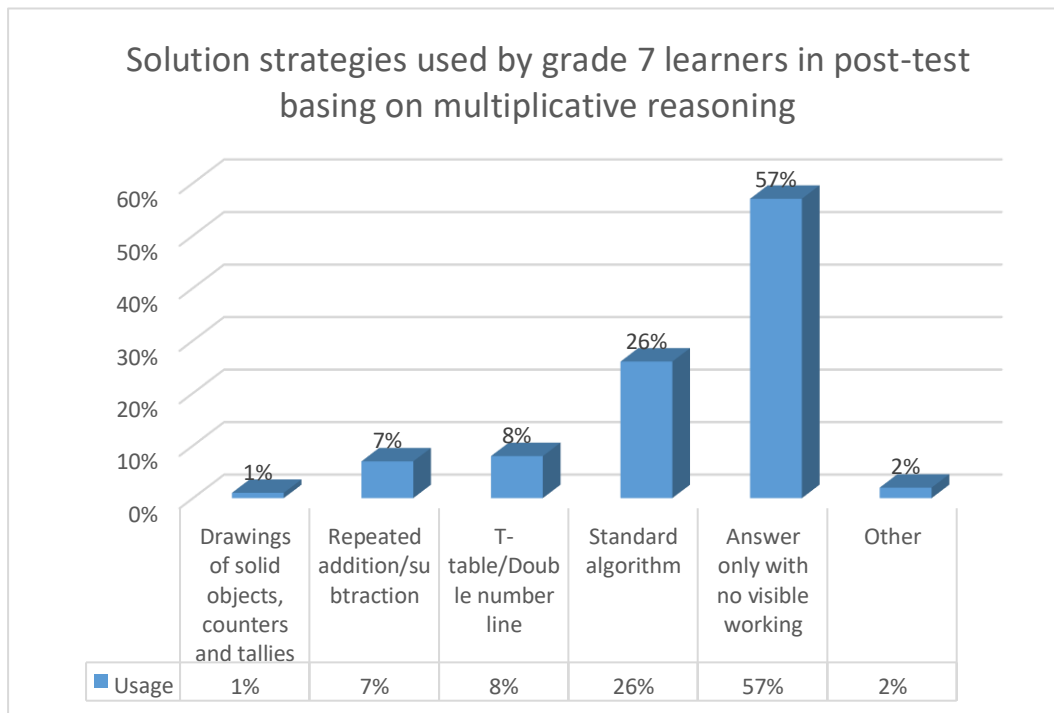 Solution strategies used by grade 7 learners in post-test
basing on multiplicative reasoning
57%
60%
50%
40%
26%
30%
20%
7%
8%
10%
1%
2%
0%
Drawings
of solid
objects,
counters
and tallies
Repeated
addition/su
btraction
T-
table/Doub
le number
line
Standard
algorithm
Answer
only with
no visible
working
Other
Usage 1% 7% 8% 26% 57% 2%